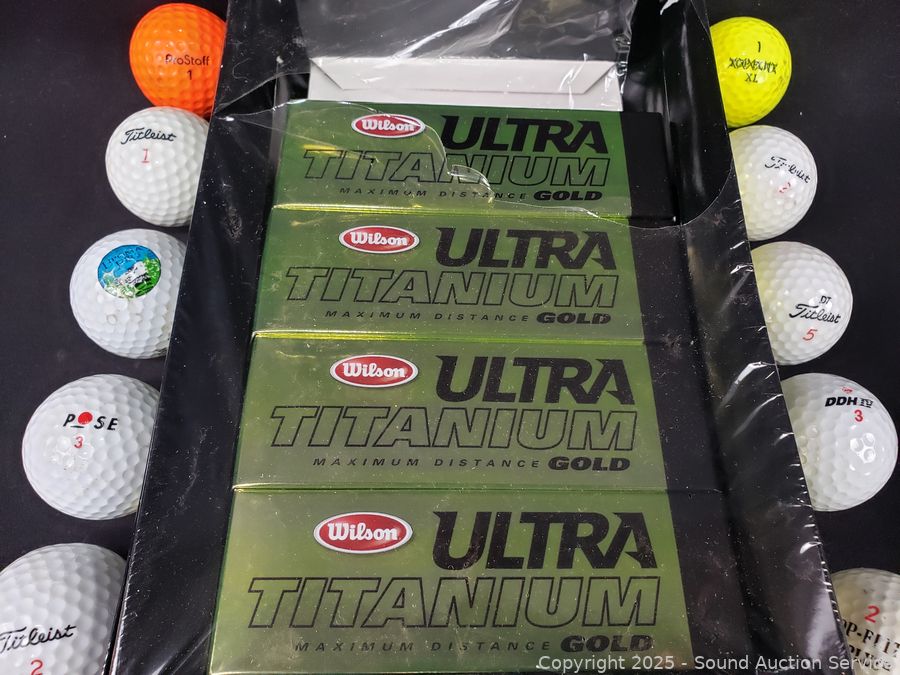 ProStaff
1
Titleist
1
POSE
3
Titleist
2
Wilson
ULTRA
TITANIUM
MAXIMUM DISTANCE GOLD
Wilson
ULTRA
TITANIUM
MAXIMUM DISTANCE GOLD
Wilson
ULTRA
TITANIUM
MAXIMUM DISTANCE GOLD
Wilson
ULTRA
TITANIUM
MAXIMUM DISTANCE GOLD
1
XL
Titleist
DT
Titleist
5
DDH IV
3
2
Copyright 2025 - Sound Auction Service